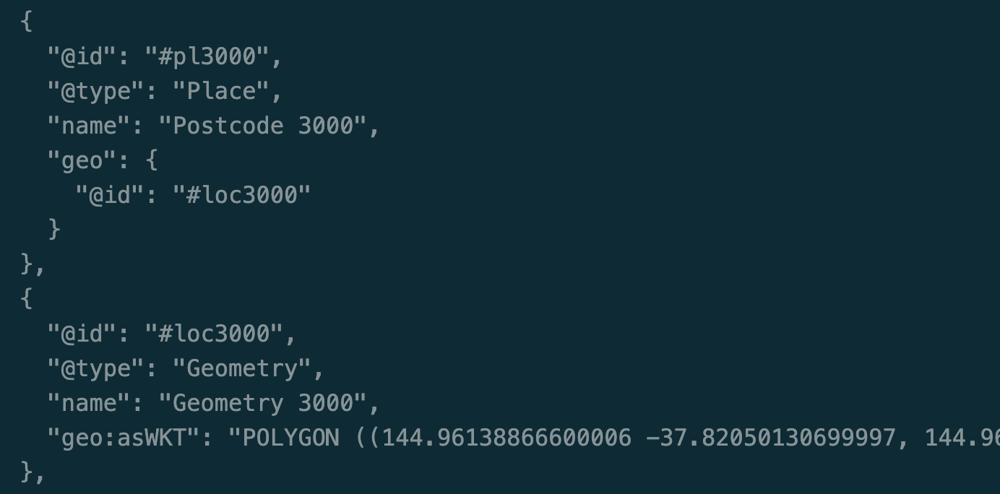 {
  "@id": "#pl3000",
  "@type": "Place",
  "name": "Postcode 3000",
  "geo": {
    "@id": "#loc3000"
  }
},
{
  "@id": "#loc3000",
  "@type": "Geometry",
  "name": "Geometry 3000",
  "geo:asWKT": "POLYGON ((144.96138866600006 -37.82050130699997, 144.96
},